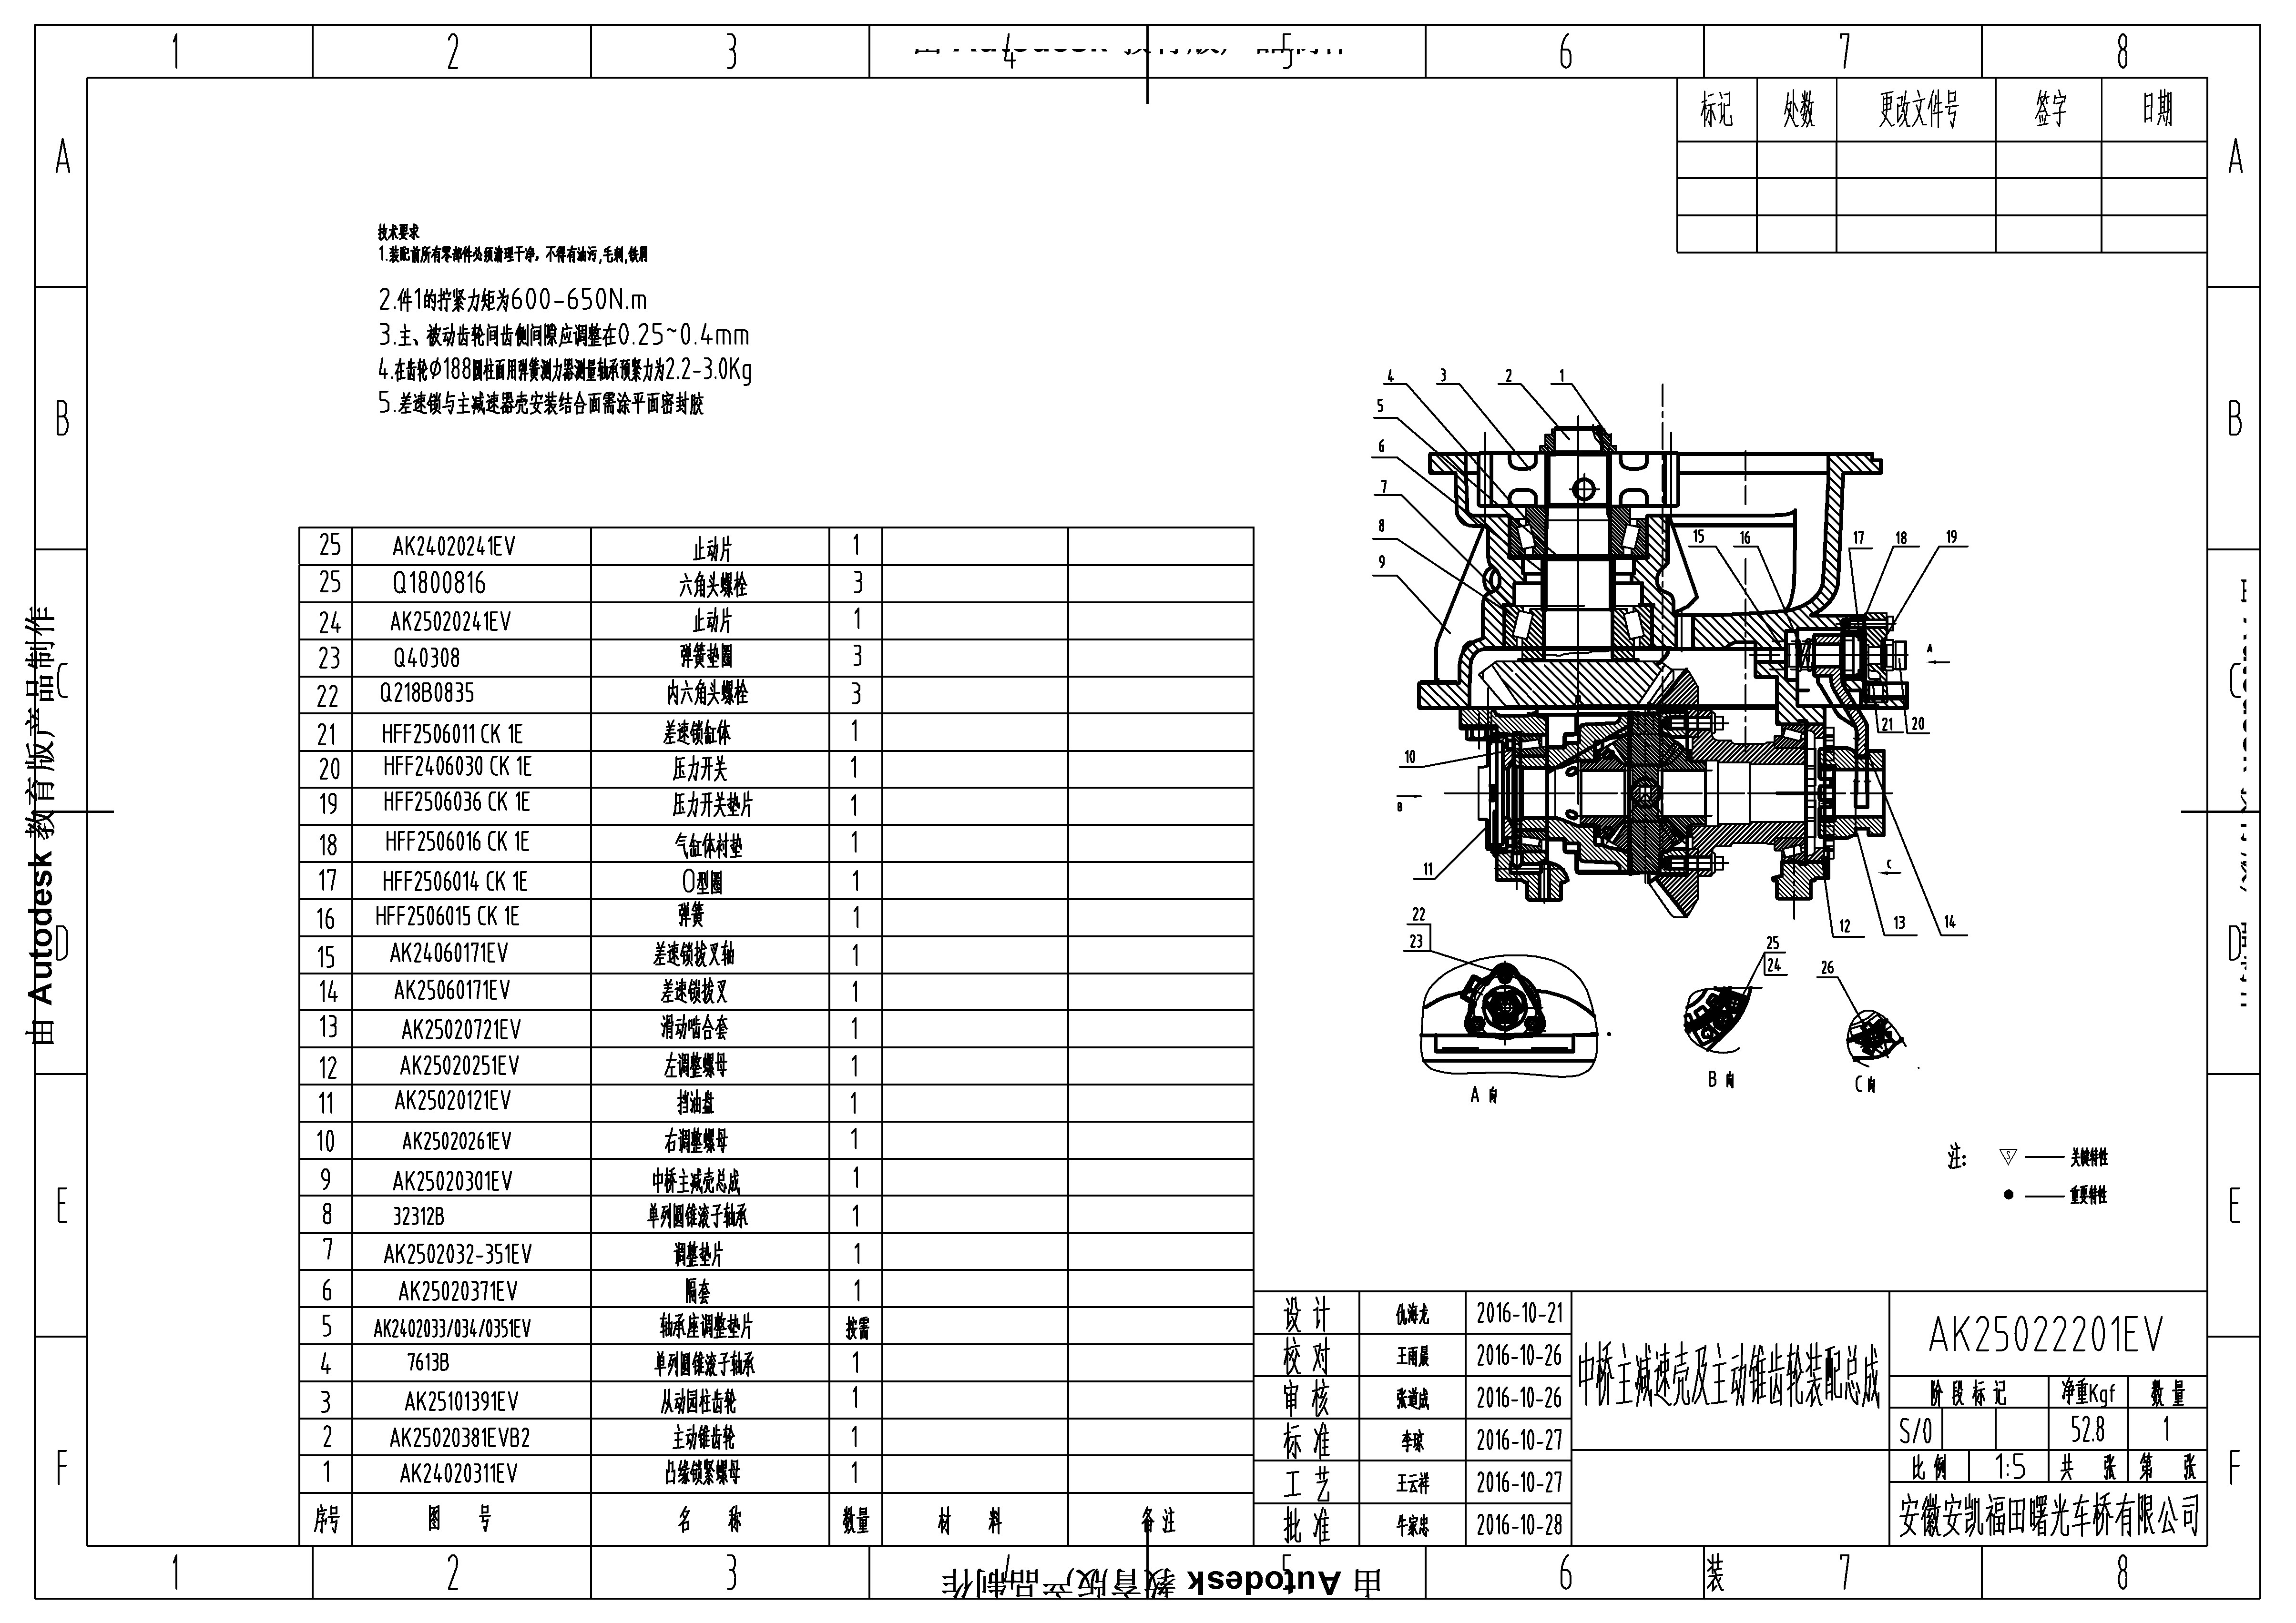 1 2 3 4 5 6 7 8
标记 处数 更改文件号 签字 日期
A A
技术要求
1.装配前所有零部件必须清理干净，不得有油污,毛刺,铁屑
2.件1的拧紧力矩为600-650N.m
3.主、被动齿轮间齿侧间隙应调整在0.25~0.4mm
4.在齿轮Φ188圆柱面用弹簧测力器测量轴承预紧力为2.2-3.0Kg
5.差速锁与主减速器壳安装结合面需涂平面密封胶
B B
4 3 2 1
5
6
7
8
9
15 16 17 18 19
A
21 20
10
B
11
C
12 13 14
22
23
25
24
26
A 向
B 向
C 向
C C
D D
由 Autodesk 教育版产品制作
25 AK24020241EV 止动片 1
25 Q1800816 六角头螺栓 3
24 AK25020241EV 止动片 1
23 Q40308 弹簧垫圈 3
22 Q218B0835 内六角头螺栓 3
21 HFF2506011 CK 1E 差速锁缸体 1
20 HFF2406030 CK 1E 压力开关 1
19 HFF2506036 CK 1E 压力开关垫片 1
18 HFF2506016 CK 1E 气缸体衬垫 1
17 HFF2506014 CK 1E O型圈 1
16 HFF2506015 CK 1E 弹簧 1
15 AK24060171EV 差速锁拨叉轴 1
14 AK25060171EV 差速锁拨叉 1
13 AK25020721EV 滑动啮合套 1
12 AK25020251EV 左调整螺母 1
11 AK25020121EV 挡油盘 1
10 AK25020261EV 右调整螺母 1
9 AK25020301EV 中桥主减壳总成 1
8 32312B 单列圆锥滚子轴承 1
7 AK2502032-351EV 调整垫片 1
6 AK25020371EV 隔套 1
5 AK2402033/034/0351EV 轴承座调整垫片 按需
4 7613B 单列圆锥滚子轴承 1
3 AK25101391EV 从动园柱齿轮 1
2 AK25020381EVB2 主动锥齿轮 1
1 AK24020311EV 凸缘锁紧螺母 1
序号 图 号 名 称 数量 材 料 备注
注: S 关键特性
重要特性
E E
设计 仇海龙 2016-10-21
校对 王雨晨 2016-10-26
审核 张道成 2016-10-26
标准 李琼 2016-10-27
工艺 王云祥 2016-10-27
批准 牛家忠 2016-10-28
中桥主减速壳及主动锥齿轮装配总成
AK25022201EV
阶段标记 净重Kgf 数量
S/0 52.8 1
比例 1:5 共 张 第 张
安徽安凯福田曙光车桥有限公司
F F
1 2 3 4 5 6 装 7 8
由 Autodesk 教育版产品制作